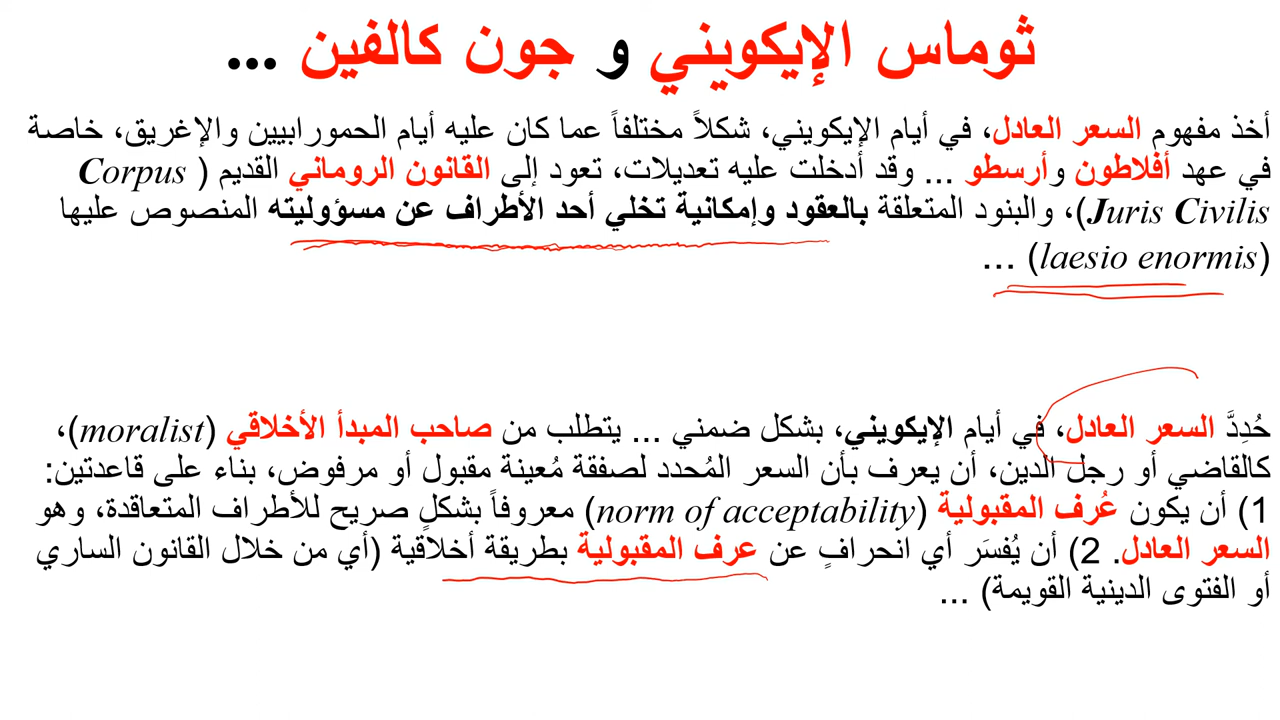 ثوماس الإيكويني و جون كالفين ...
أخذ مفهوم السعر العادل، في أيام الإيكويني، شكلاً مختلفاً عما كان عليه أيام الحمورابيين والإغريق، خاصة
في عهد أفلاطون وأرسطو ... وقد أدخلت عليه تعديلات، تعود إلى القانون الروماني القديم (Corpus
Juris Civilis)، والبنود المتعلقة بالعقود وإمكانية تخلي أحد الأطراف عن مسؤوليته المنصوص عليها
(laesio enormis) ...
حُدِدَّ السعر العادل، في أيام الإيكويني، بشكل ضمني ... يتطلب من صاحب المبدأ الأخلاقي (moralist)،
كالقاضي أو رجل الدين، أن يعرف بأن السعر المُحدد لصفقة مُعينة مقبول أو مرفوض، بناء على قاعدتين:
1) أن يكون عُرف المقبولية (norm of acceptability) معروفاً بشكلٍ صريح للأطراف المتعاقدة، وهو
السعر العادل. 2) أن يُفسَر أي انحرافٍ عن عرف المقبولية بطريقة أخلاقية (أي من خلال القانون الساري
أو الفتوى الدينية القويمة) ...